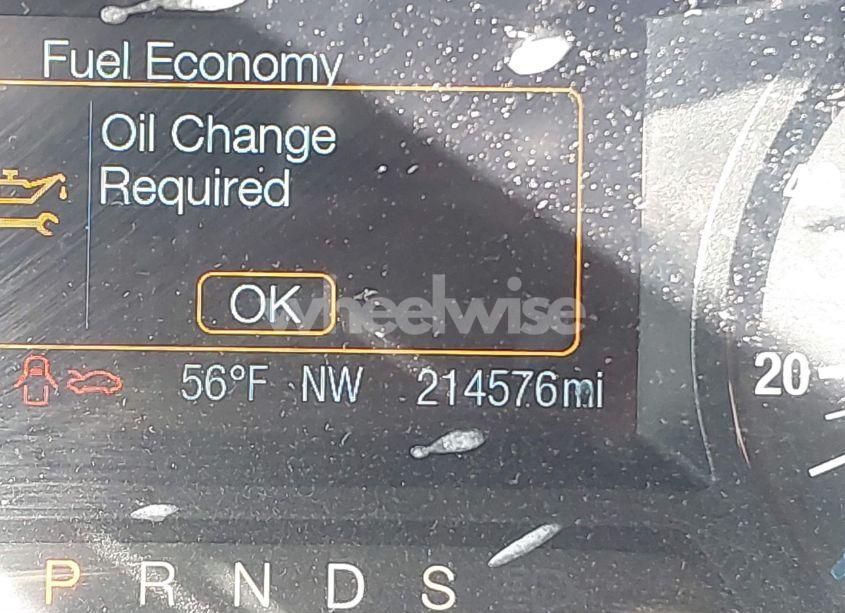 Fuel Economy
Oil Change
Required
OK
wheelwise
56°F NW 214576mi
20
P R N D S